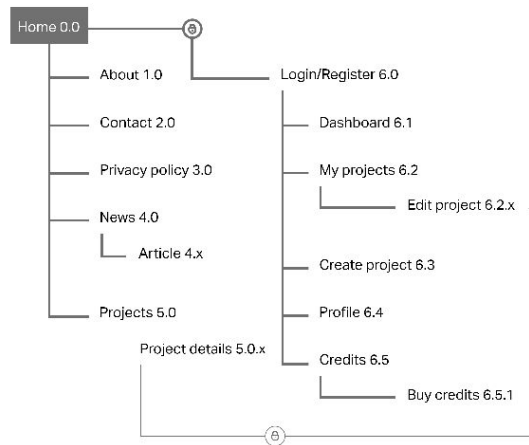 Home 0.0
About 1.0
Contact 2.0
Privacy policy 3.0
News 4.0
Article 4.x
Projects 5.0
Project details 5.0.x
Login/Register 6.0
Dashboard 6.1
My projects 6.2
Edit project 6.2.x
Create project 6.3
Profile 6.4
Credits 6.5
Buy credits 6.5.1